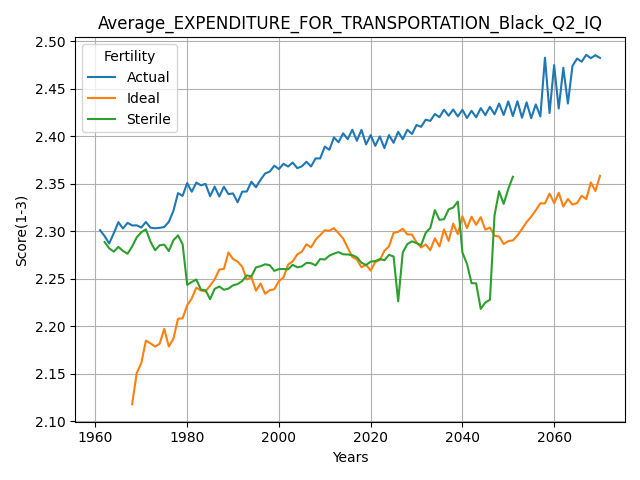 Average_EXPENDITURE_FOR_TRANSPORTATION_Black_Q2_IQ
2.50
2.45
2.40
2.35
2.30
2.25
2.20
2.15
2.10
Score(1-3)
Fertility
Actual
Ideal
Sterile
1960 1980 2000 2020 2040 2060
Years